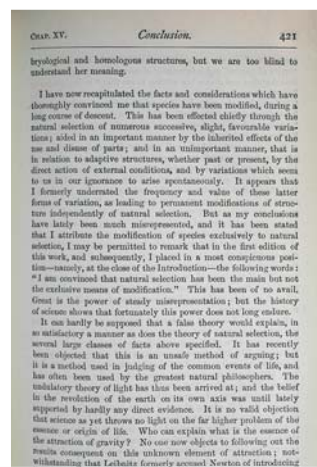 CHAP. XV. Conclusion. 421
bryological and homologous structures, but we are too blind to
understand her meaning.
I have now recapitulated the facts and considerations which have
thoroughly convinced me that species have been modified, during a
long course of descent. This has been effected chiefly through the
natural selection of numerous successive, slight, favourable varia-
tions; aided in an important manner by the inherited effects of the
use and disuse of parts; and in an unimportant manner, that is
in relation to adaptive structures, whether past or present, by the
direct action of external conditions, and by variations which seem
to us in our ignorance to arise spontaneously. It appears that
I formerly underrated the frequency and value of these latter
forms of variation, as leading to permanent modifications of struc-
ture independently of natural selection. But as my conclusions
have lately been much misrepresented, and it has been stated
that I attribute the modification of species exclusively to natural
selection, I may be permitted to remark that in the first edition of
this work, and subsequently, I placed in a most conspicuous posi-
tion—namely, at the close of the Introduction—the following words:
"I am convinced that natural selection has been the main but not
the exclusive means of modification." This has been of no avail.
Great is the power of steady misrepresentation; but the history
of science shows that fortunately this power does not long endure.
It can hardly be supposed that a false theory would explain, in
so satisfactory a manner as does the theory of natural selection, the
several large classes of facts above specified. It has recently
been objected that this is an unsafe method of arguing; but
it is a method used in judging of the common events of life, and
has often been used by the greatest natural philosophers. The
undulatory theory of light has thus been arrived at; and the belief
in the revolution of the earth on its own axis was until lately
supported by hardly any direct evidence. It is no valid objection
that science as yet throws no light on the far higher problem of the
essence or origin of life. Who can explain what is the essence of
the attraction of gravity? No one now objects to following out the
results consequent on this unknown element of attraction; not-
withstanding that Leibnitz formerly accused Newton of introducing